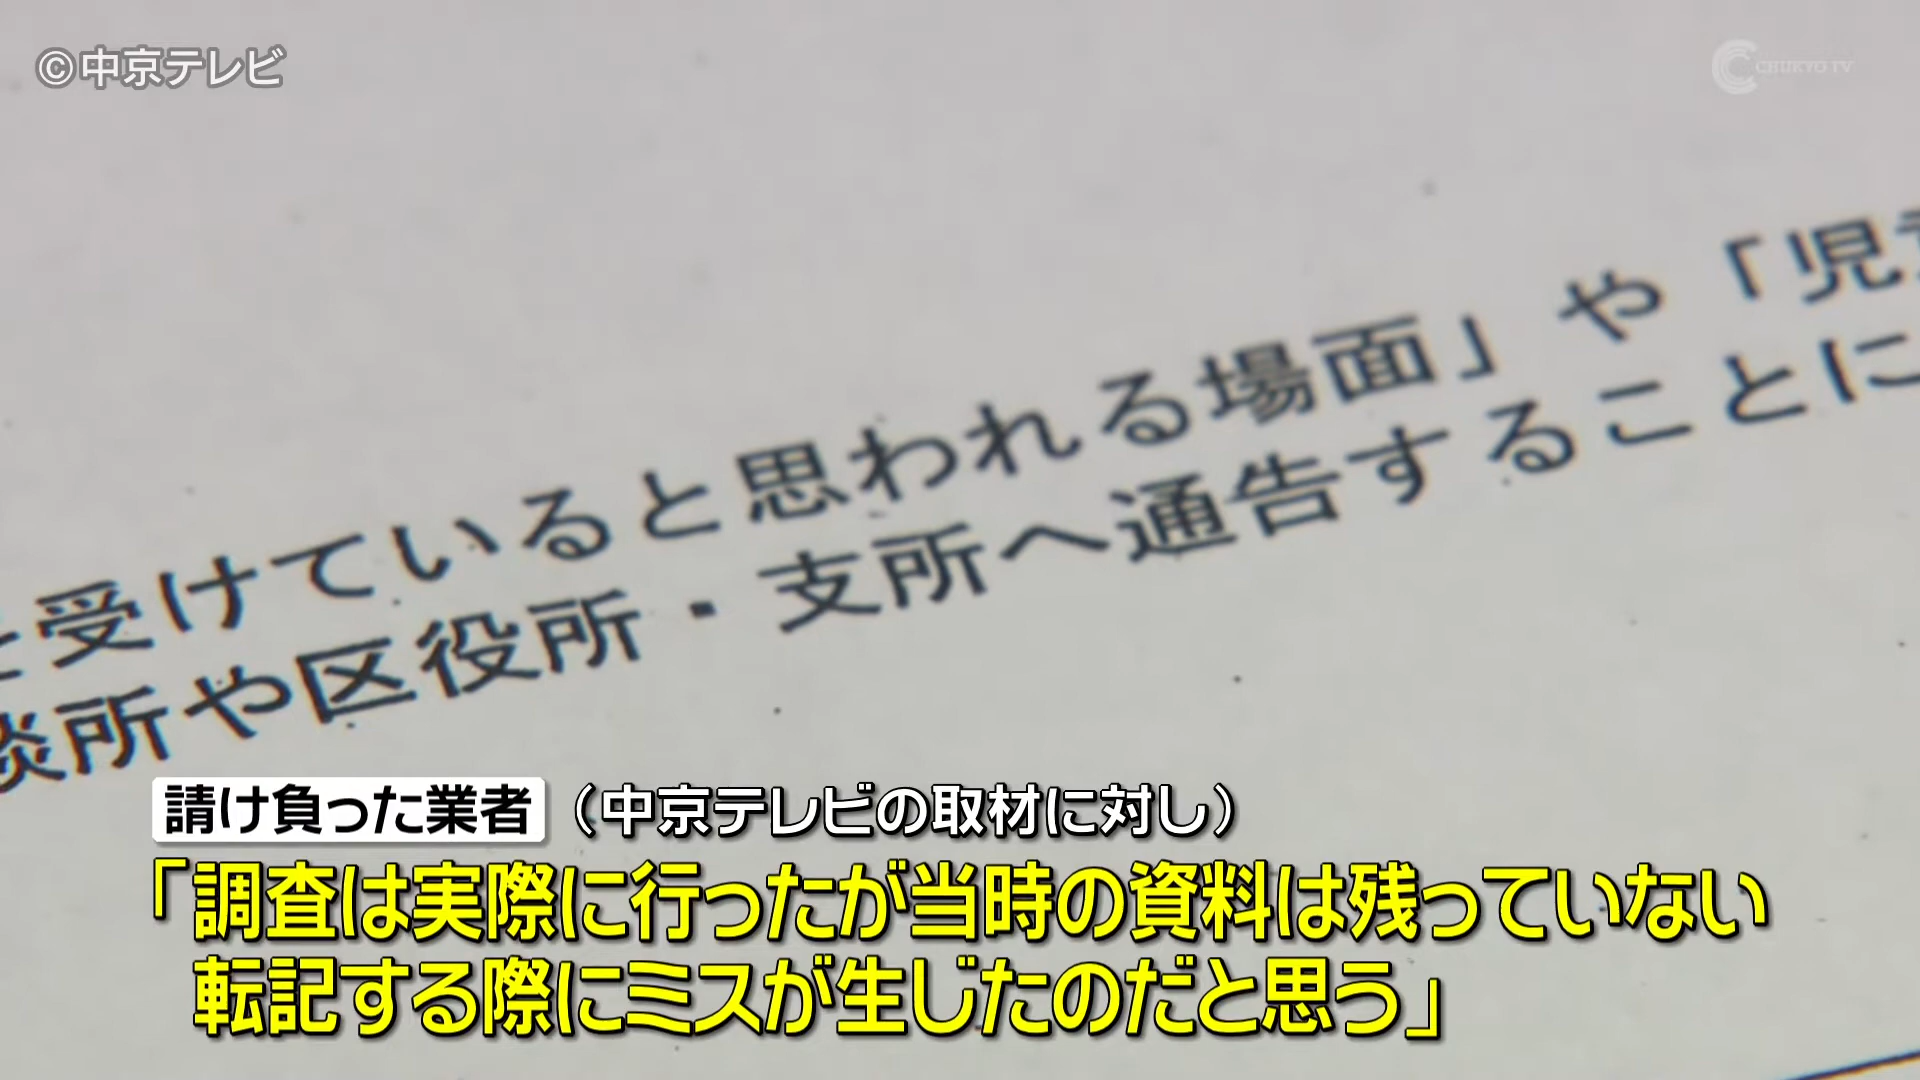 ©中京テレビ
CHUKYO TV
受けていると思われる場面」や「児
所や区役所・支所へ通告することに
請け負った業者（中京テレビの取材に対し）
「調査は実際に行ったが当時の資料は残っていない
転記する際にミスが生じたのだと思う」